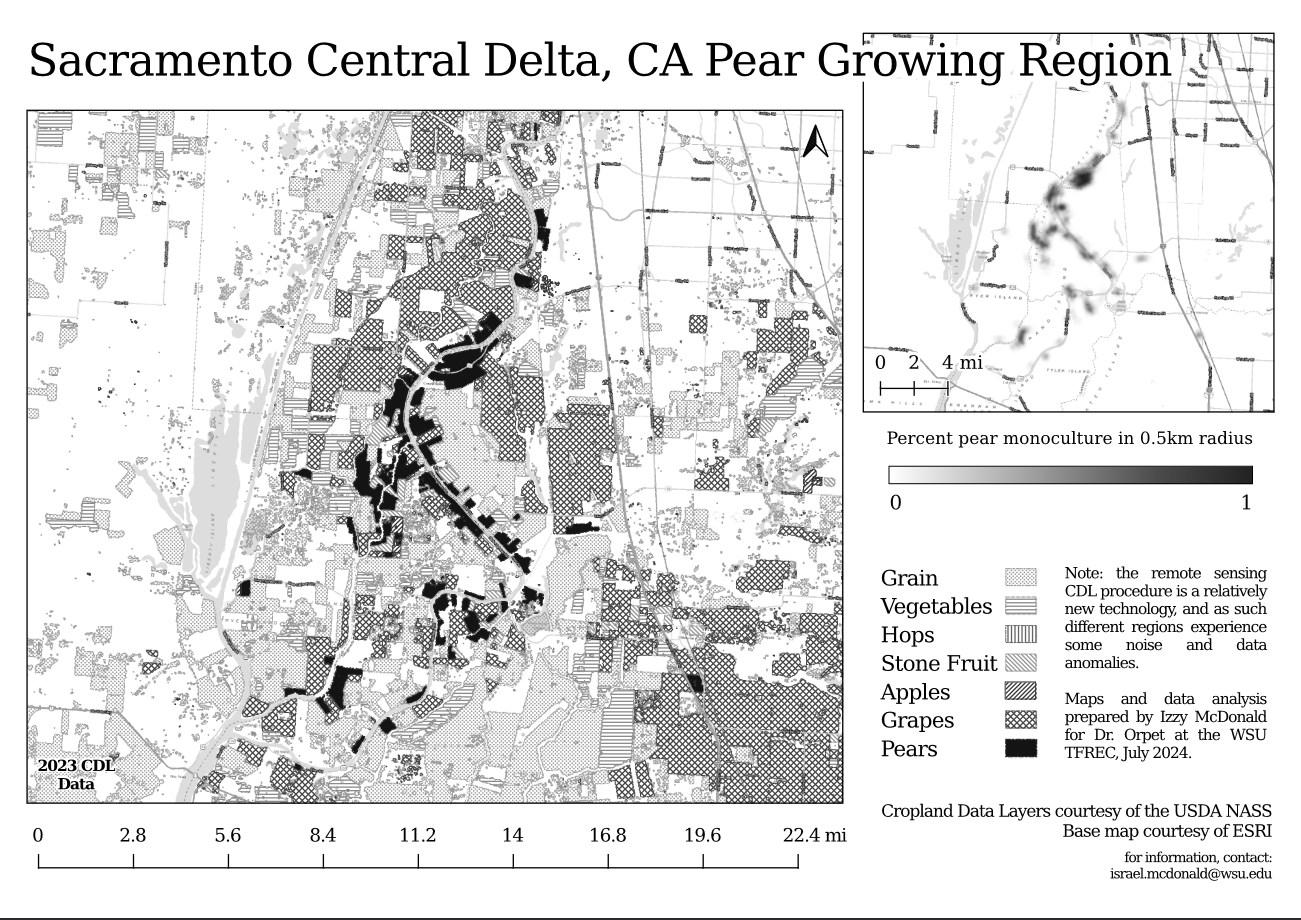 Sacramento Central Delta, CA Pear Growing Region
2023 CDL
Data
0 2.8 5.6 8.4 11.2 14 16.8 19.6 22.4 mi
TYLER ISLAND
0 2 4 mi
Percent pear monoculture in 0.5km radius
0 1
Grain
Vegetables
Hops
Stone Fruit
Apples
Grapes
Pears
Note: the remote sensing
CDL procedure is a relatively
new technology, and as such
different regions experience
some noise and data
anomalies.
Maps and data analysis
prepared by Izzy McDonald
for Dr. Orpet at the WSU
TFREC, July 2024.
Cropland Data Layers courtesy of the USDA NASS
Base map courtesy of ESRI
for information, contact:
israel.mcdonald@wsu.edu